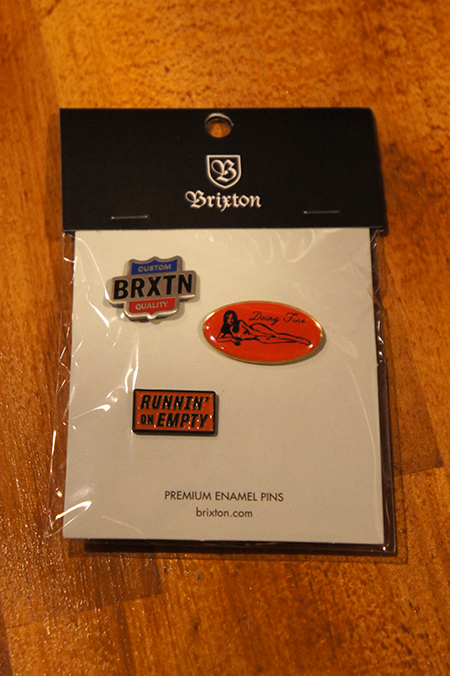 B
Brixton
CUSTOM
BRXTN
QUALITY
Doing Fine
RUNNIN'
ON EMPTY
PREMIUM ENAMEL PINS
brixton.com